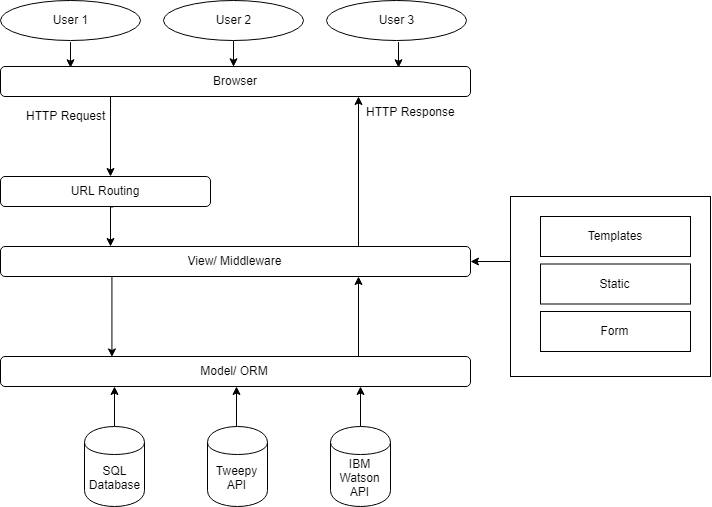 User 1
User 2
User 3
Browser
HTTP Request
HTTP Response
URL Routing
View/ Middleware
Templates
Static
Form
Model/ ORM
SQL
Database
Tweepy
API
IBM
Watson
API